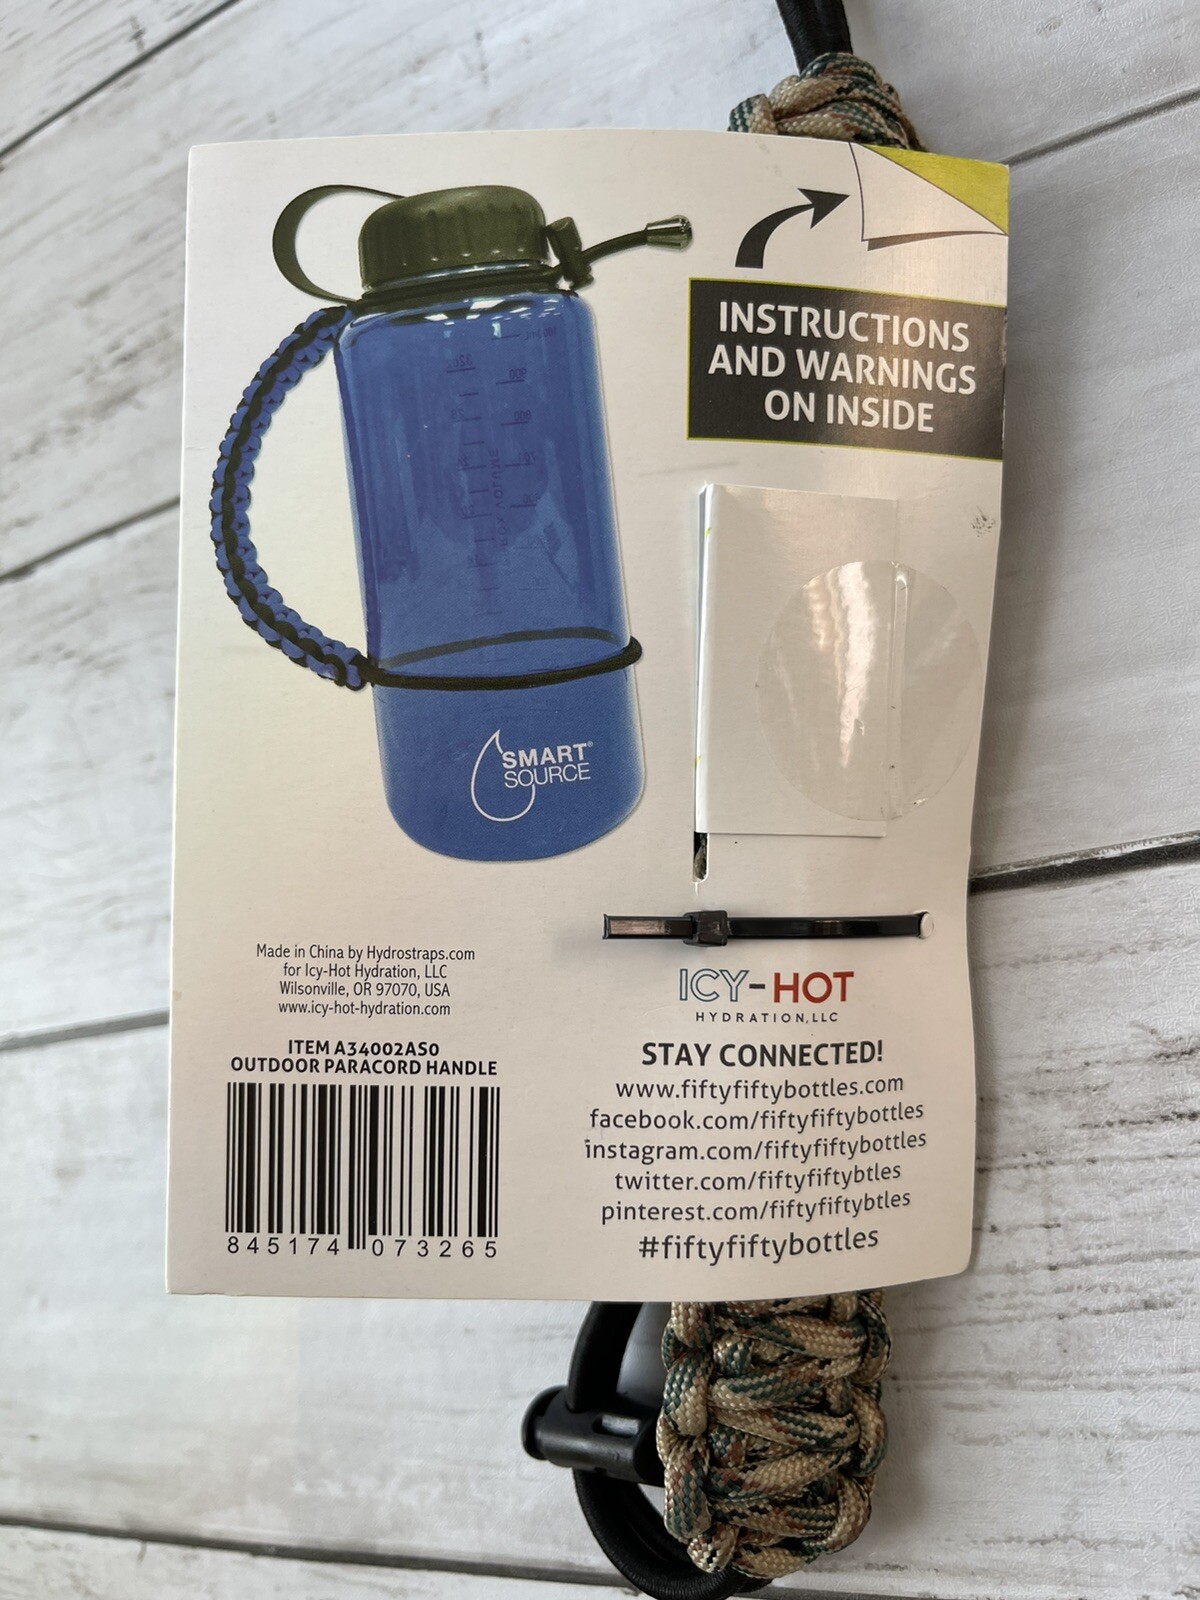 INSTRUCTIONS
AND WARNINGS
ON INSIDE
32oz
SMART®
SOURCE
Made in China by Hydrostraps.com
for Icy-Hot Hydration, LLC
Wilsonville, OR 97070, USA
www.icy-hot-hydration.com
ITEM A34002AS0
OUTDOOR PARACORD HANDLE
845174 073265
ICY-HOT
HYDRATION, LLC
STAY CONNECTED!
www.fiftyfiftybottles.com
facebook.com/fiftyfiftybottles
instagram.com/fiftyfiftybottles
twitter.com/fiftyfiftybtles
pinterest.com/fiftyfiftybtles
#fiftyfiftybottles